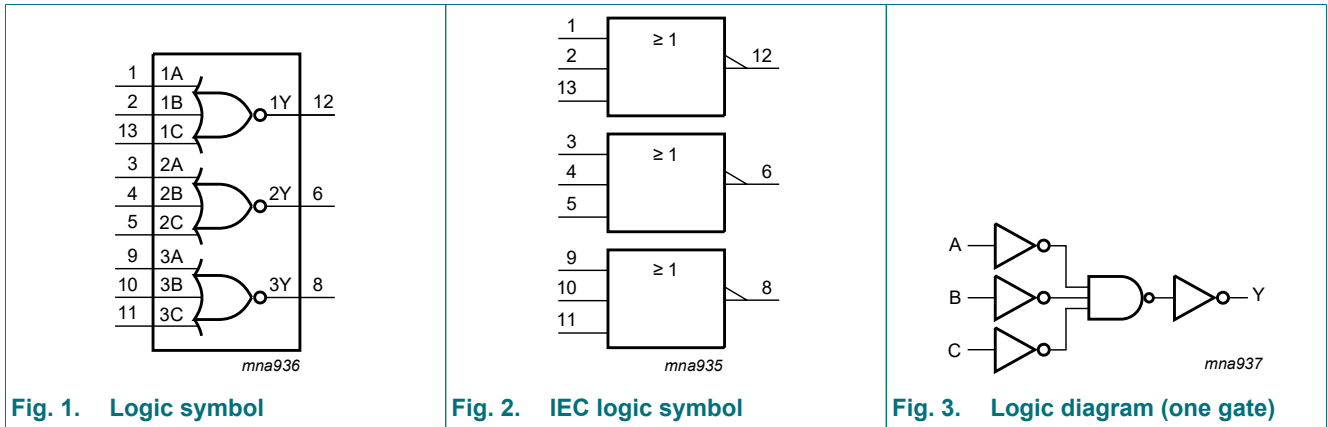 1 1A
2 1B 1Y 12
13 1C
3 2A
4 2B 2Y 6
5 2C
9 3A
10 3B 3Y 8
11 3C
mna936
Fig. 1. Logic symbol
1 ≥ 1
2 12
13
3 ≥ 1
4 6
5
9 ≥ 1
10 8
11
mna935
Fig. 2. IEC logic symbol
A
B Y
C
mna937
Fig. 3. Logic diagram (one gate)